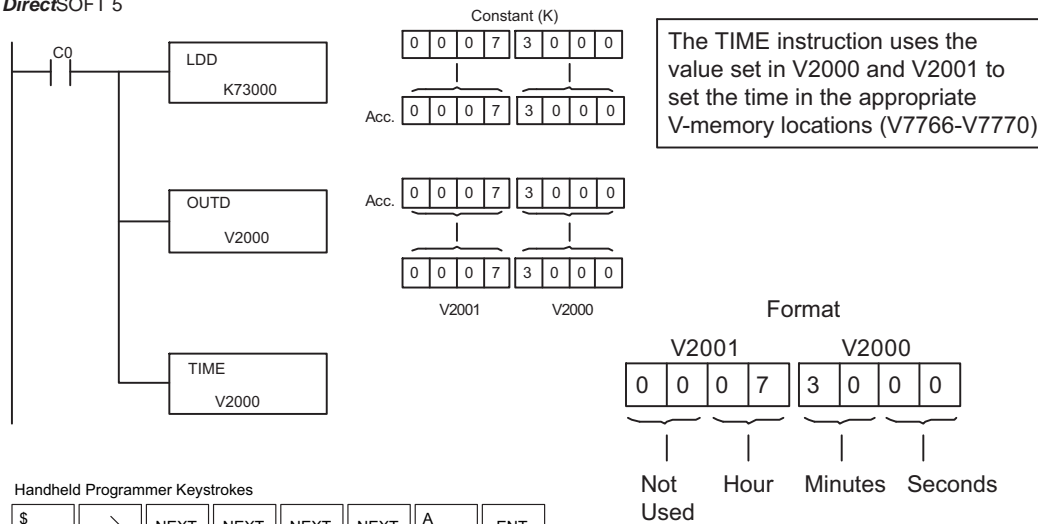 DirectSOFT 5
C0
LDD
K73000
OUTD
V2000
TIME
V2000
Constant (K)
0 0 0 7 3 0 0 0
Acc. 0 0 0 7 3 0 0 0
Acc. 0 0 0 7 3 0 0 0
0 0 0 7 3 0 0 0
V2001 V2000
The TIME instruction uses the
value set in V2000 and V2001 to
set the time in the appropriate
V-memory locations (V7766-V7770)
Format
V2001 V2000
0 0 0 7 3 0 0 0
Not Hour Minutes Seconds
Used
Handheld Programmer Keystrokes
$ NEXT NEXT NEXT NEXT A ENT